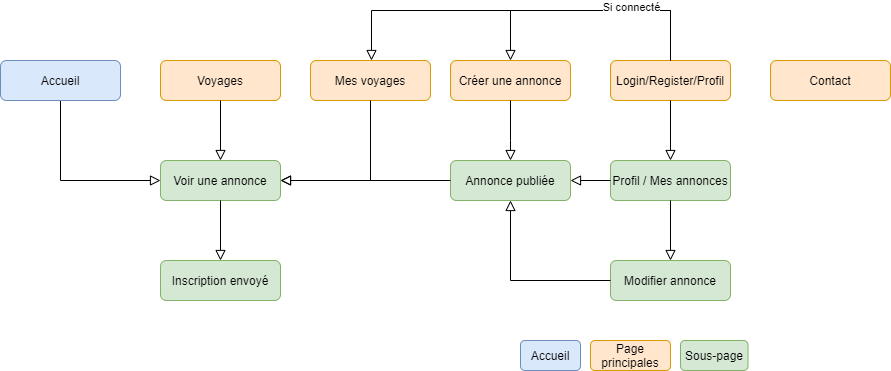 Si connecté
Accueil
Voyages
Mes voyages
Créer une annonce
Login/Register/Profil
Contact
Voir une annonce
Annonce publiée
Profil / Mes annonces
Inscription envoyé
Modifier annonce
Accueil
Page
principales
Sous-page